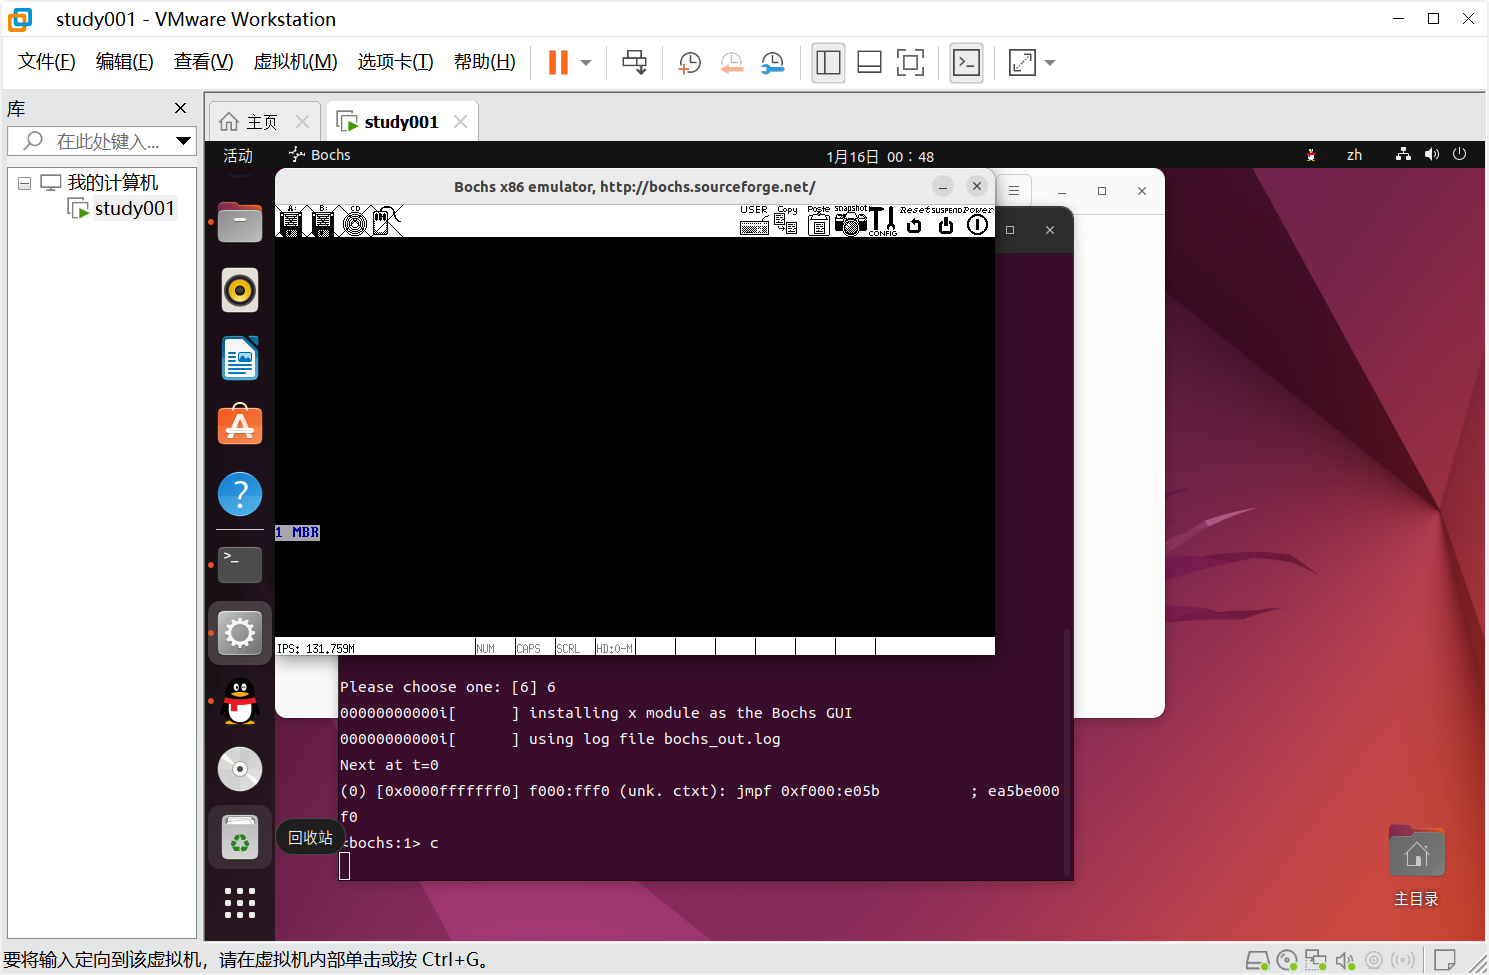 study001 - VMware Workstation
文件(F) 编辑(E) 查看(V) 虚拟机(M) 选项卡(T) 帮助(H)
库
在此处键入...
我的计算机
study001
主页
study001
活动 Bochs 1月16日 00：48 zh
Bochs x86 emulator, http://bochs.sourceforge.net/
A: B: CD USER Copy Paste snapshot CONFIG Reset SUSPEND Power
1 MBR
IPS: 131.759M NUM CAPS SCRL HD:0-M
Please choose one: [6] 6
00000000000i[      ] installing x module as the Bochs GUI
00000000000i[      ] using log file bochs_out.log
Next at t=0
(0) [0x0000fffffff0] f000:fff0 (unk. ctxt): jmpf 0xf000:e05b          ; ea5be000
f0
<bochs:1> c
回收站
主目录
要将输入定向到该虚拟机，请在虚拟机内部单击或按 Ctrl+G。